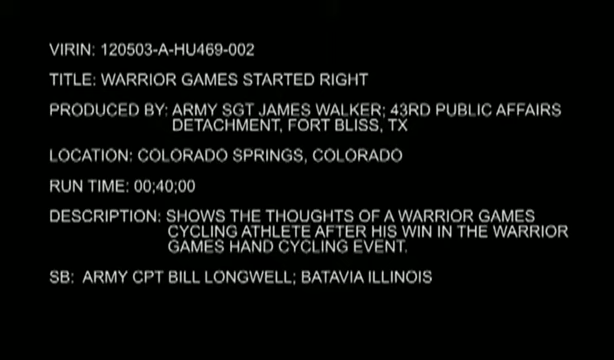 VIRIN: 120503-A-HU469-002
TITLE: WARRIOR GAMES STARTED RIGHT
PRODUCED BY: ARMY SGT JAMES WALKER; 43RD PUBLIC AFFAIRS
DETACHMENT, FORT BLISS, TX
LOCATION: COLORADO SPRINGS, COLORADO
RUN TIME: 00;40;00
DESCRIPTION: SHOWS THE THOUGHTS OF A WARRIOR GAMES
CYCLING ATHLETE AFTER HIS WIN IN THE WARRIOR
GAMES HAND CYCLING EVENT.
SB: ARMY CPT BILL LONGWELL; BATAVIA ILLINOIS